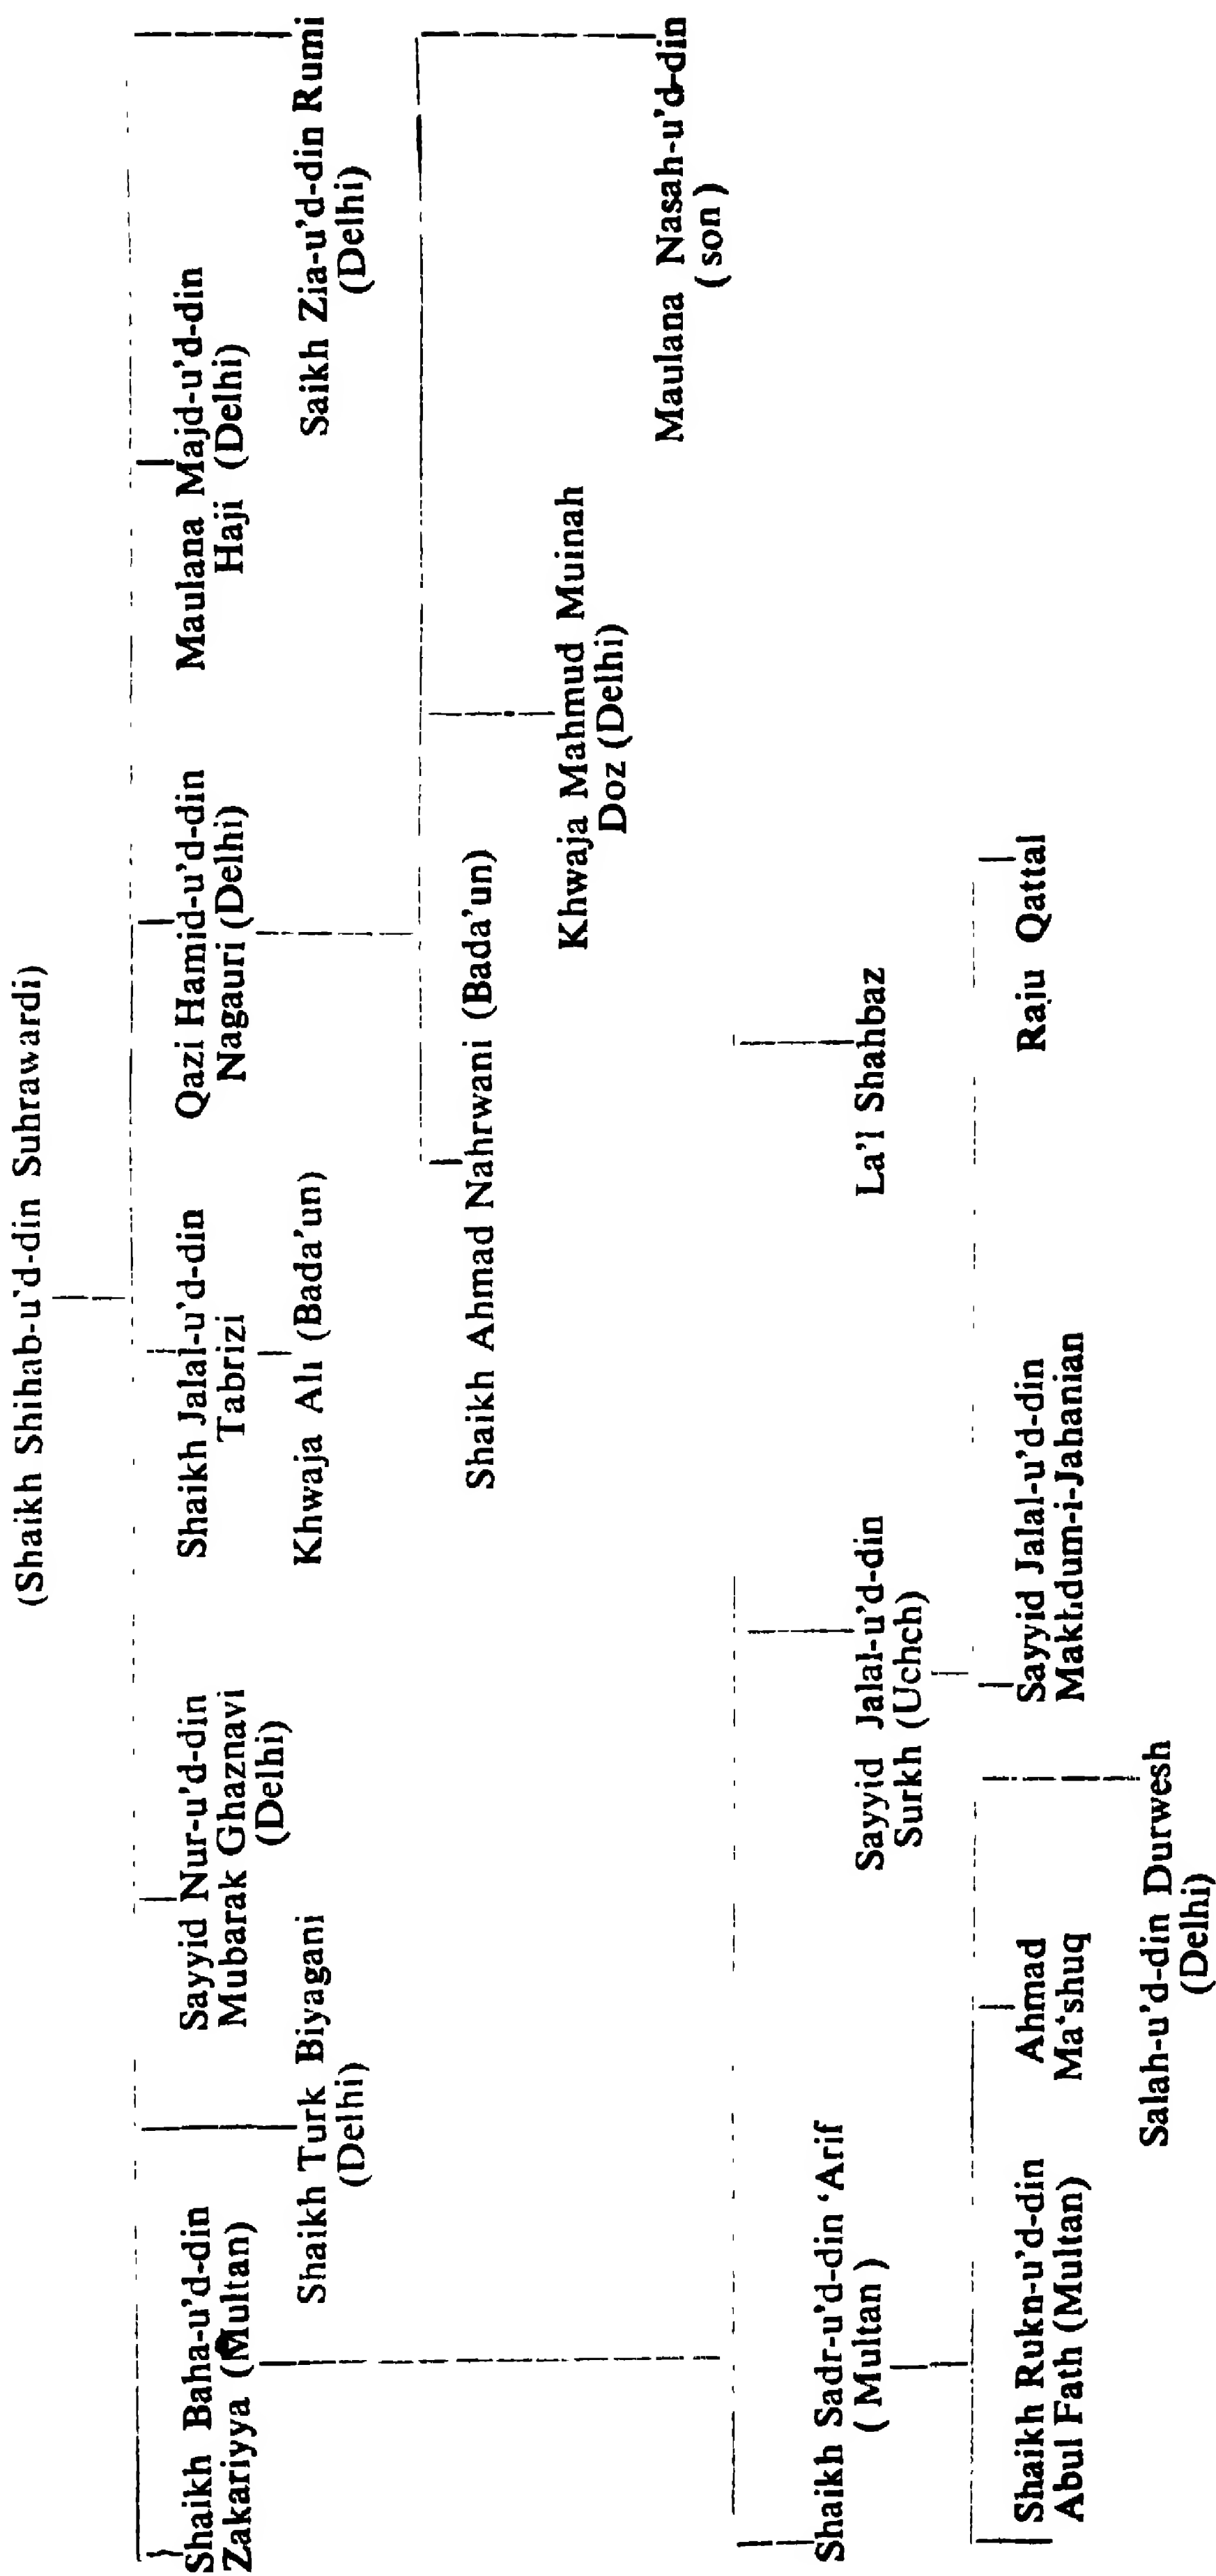 (Shaikh Shihab-u'd-din Suhrawardi)
Shaikh Baha-u'd-din
Zakariyya (Multan)
Shaikh Turk Biyagani
(Delhi)
Sayyid Nur-u'd-din
Mubarak Ghaznavi
(Delhi)
Shaikh Jalal-u'd-din
Tabrizi
Khwaja Ali (Bada'un)
Qazi Hamid-u'd-din
Nagauri (Delhi)
Maulana Majd-u'd-din
Haji (Delhi)
Saikh Zia-u'd-din Rumi
(Delhi)
Shaikh Ahmad Nahrwani (Bada'un)
Khwaja Mahmud Muinah
Doz (Delhi)
Maulana Nasah-u'd-din
( son )
Shaikh Sadr-u'd-din ‘Arif
( Multan )
Sayyid Jalal-u'd-din
Surkh (Uchch)
La'l Shahbaz
Shaikh Rukn-u'd-din
Abul Fath (Multan)
Ahmad
Ma‘shuq
Salah-u'd-din Durwesh
(Delhi)
Sayyid Jalal-u'd-din
Makhdum-i-Jahanian
Raju Qattal